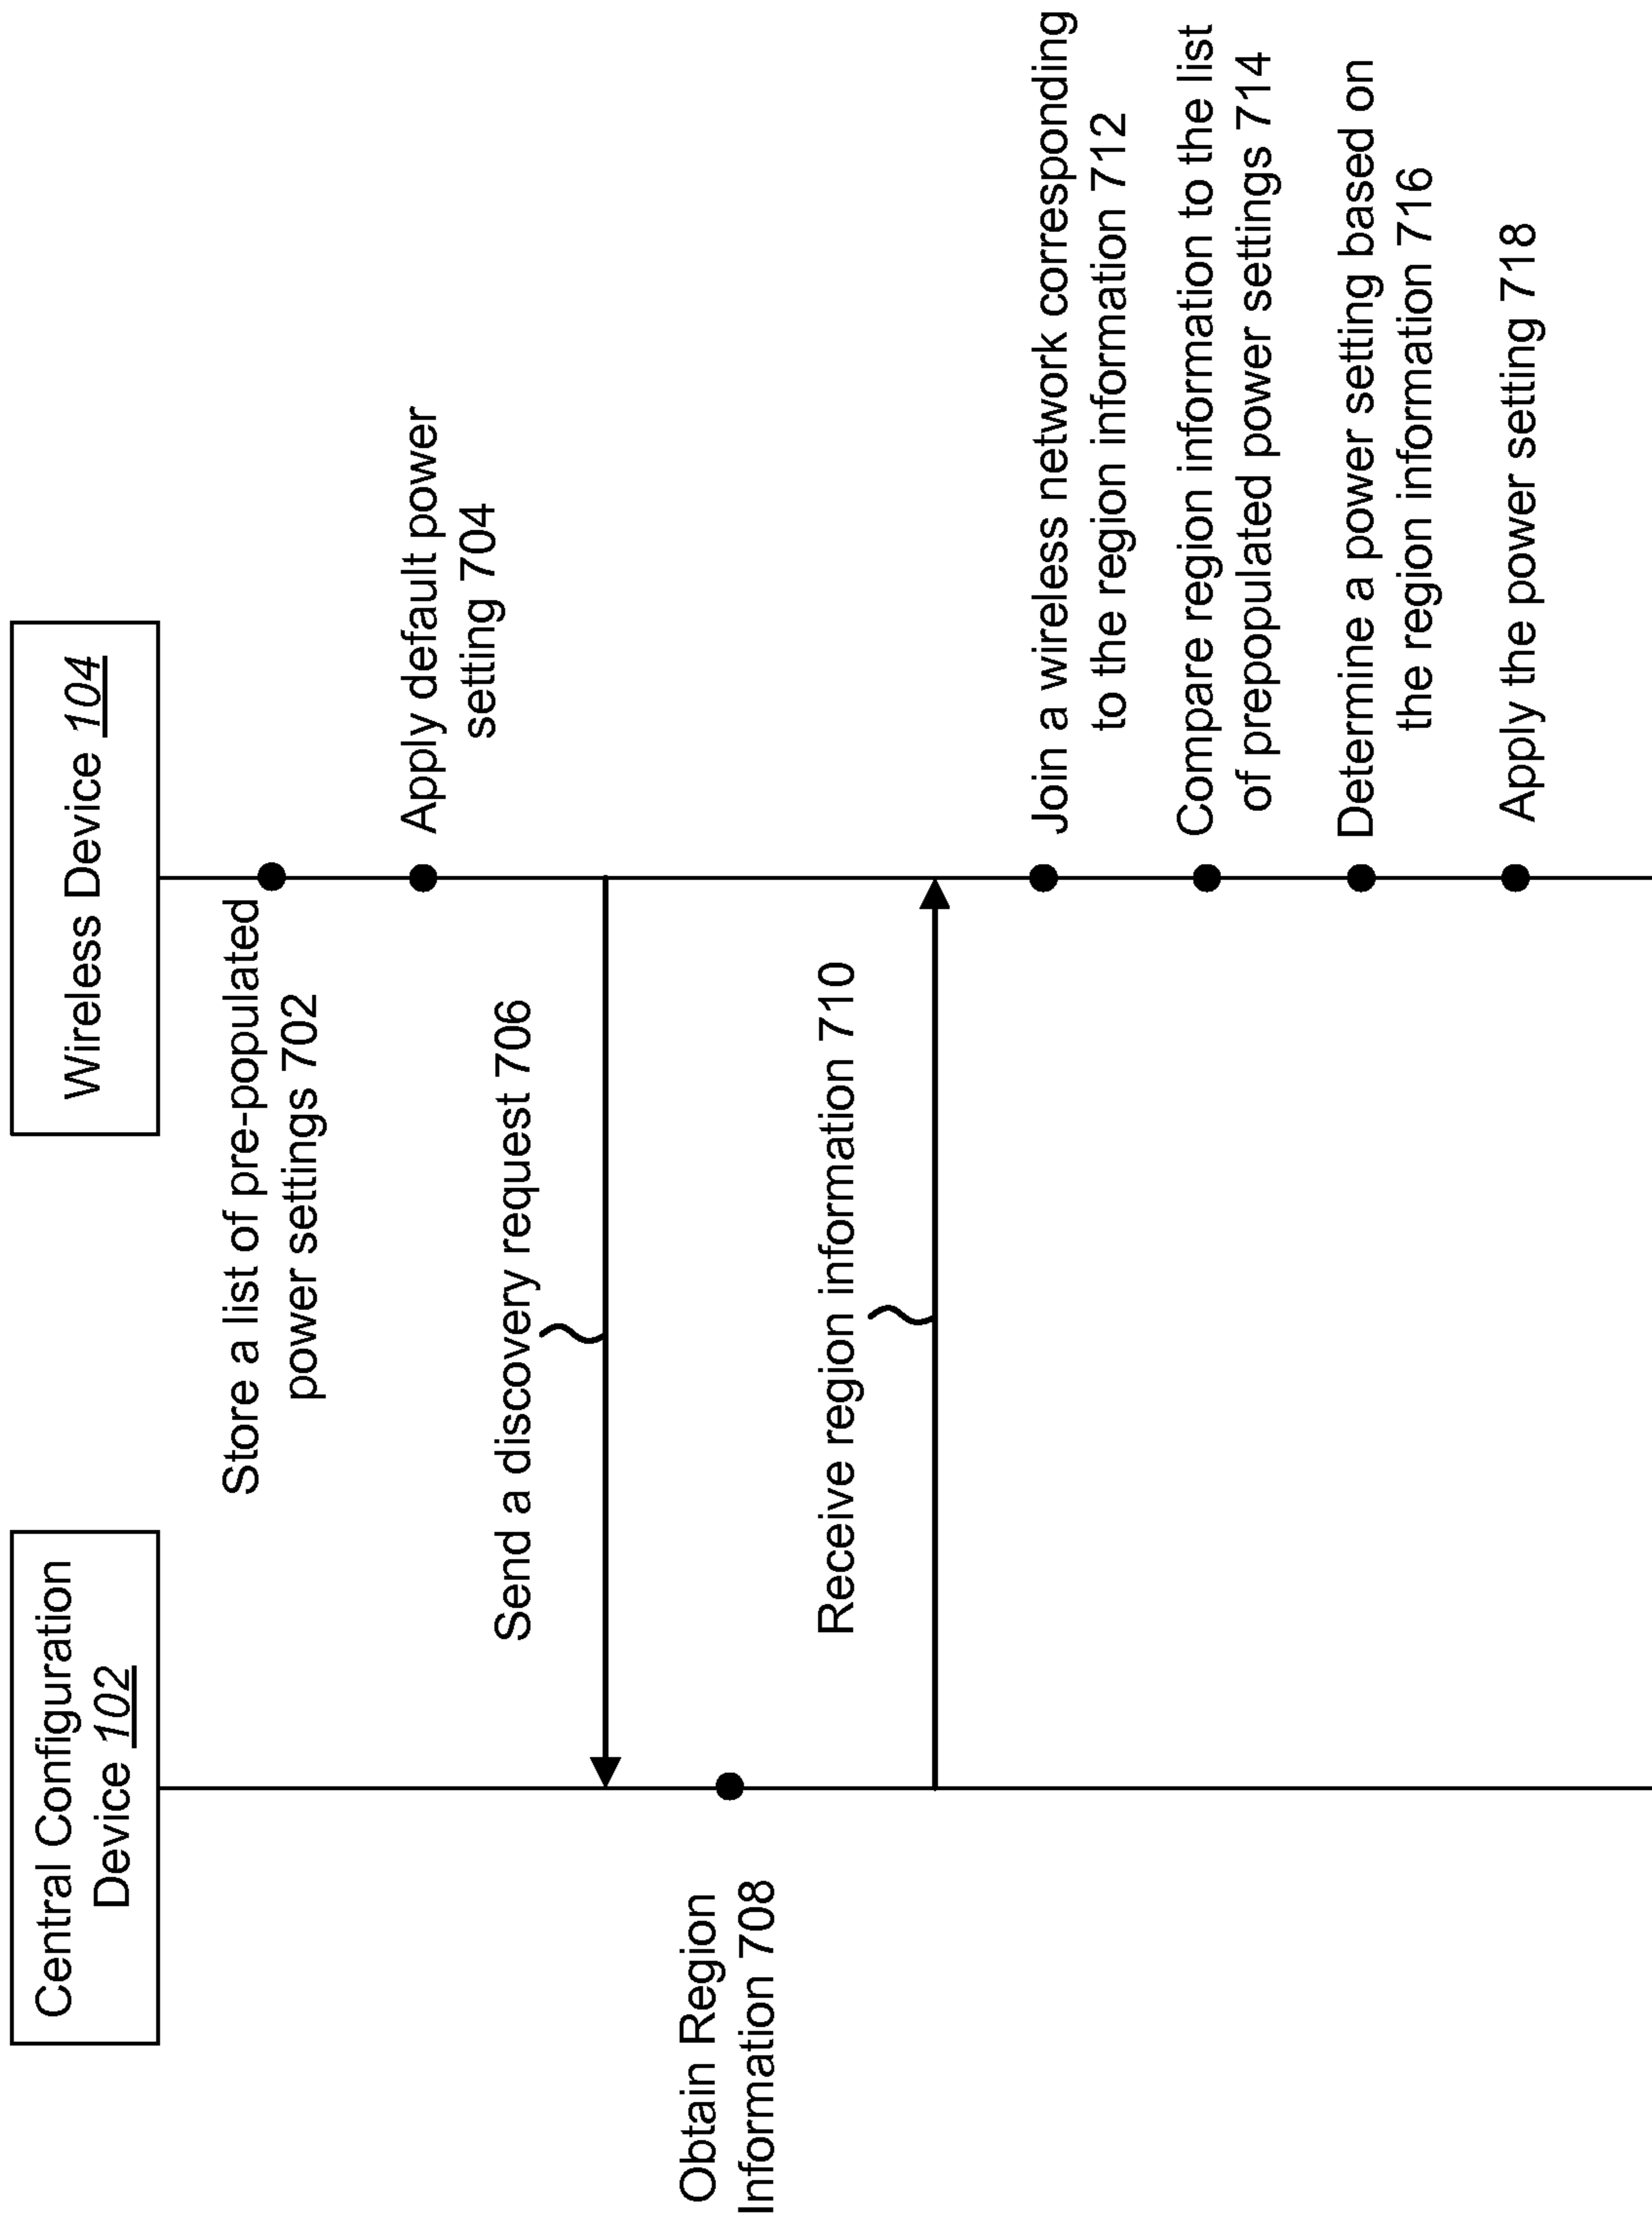 Central Configuration
Device 102
Wireless Device 104
Store a list of pre-populated
power settings 702
Apply default power
setting 704
Send a discovery request 706
Obtain Region
Information 708
Receive region information 710
Join a wireless network corresponding
to the region information 712
Compare region information to the list
of prepopulated power settings 714
Determine a power setting based on
the region information 716
Apply the power setting 718